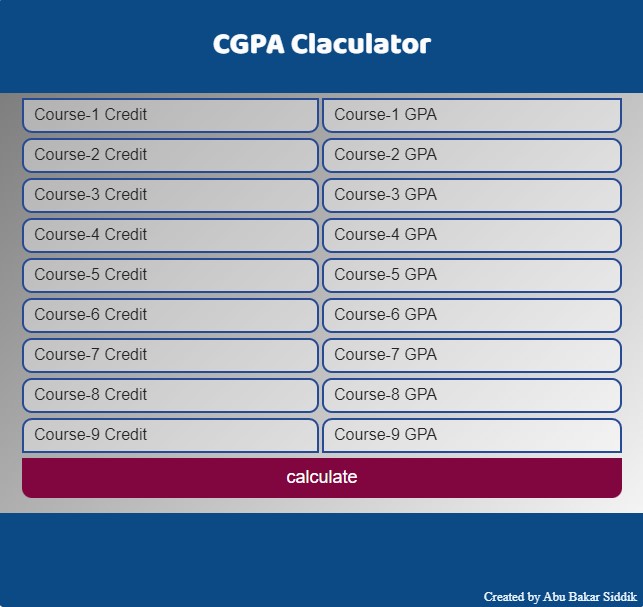 CGPA Claculator
Course-1 Credit Course-1 GPA
Course-2 Credit Course-2 GPA
Course-3 Credit Course-3 GPA
Course-4 Credit Course-4 GPA
Course-5 Credit Course-5 GPA
Course-6 Credit Course-6 GPA
Course-7 Credit Course-7 GPA
Course-8 Credit Course-8 GPA
Course-9 Credit Course-9 GPA
calculate
Created by Abu Bakar Siddik